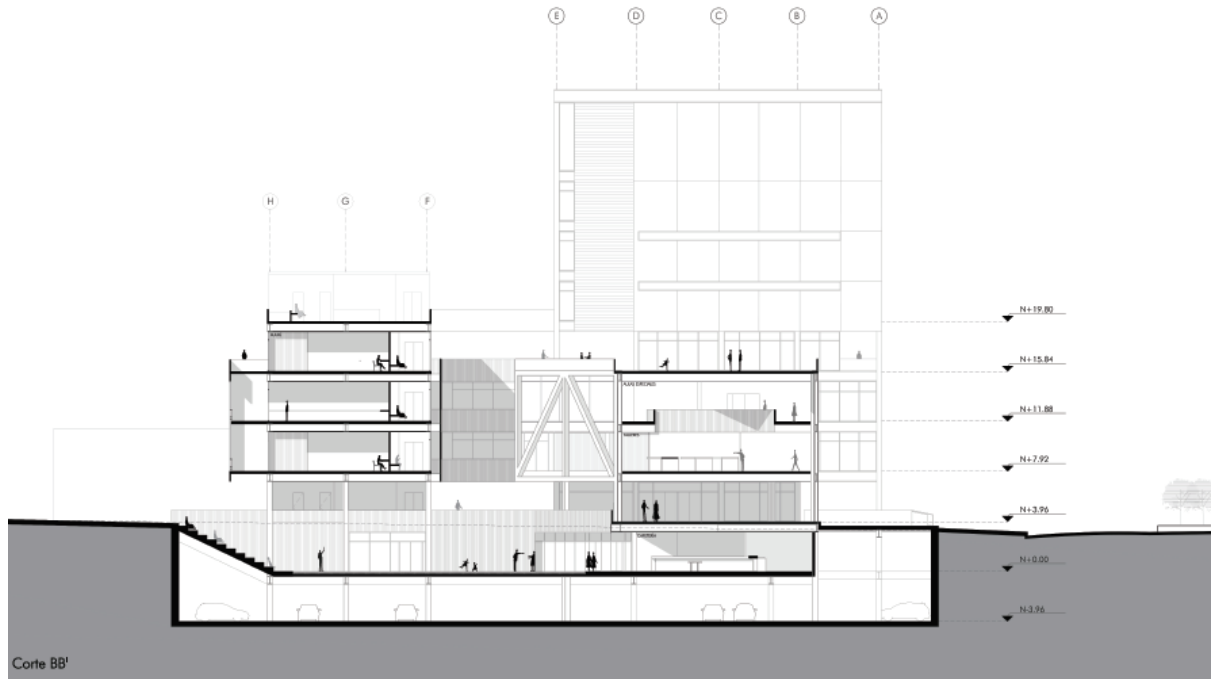 E D C B A
H G F
N+19.80
N+15.84
N+11.88
N+7.92
N+3.96
N+0.00
N-3.96
Corte BB'